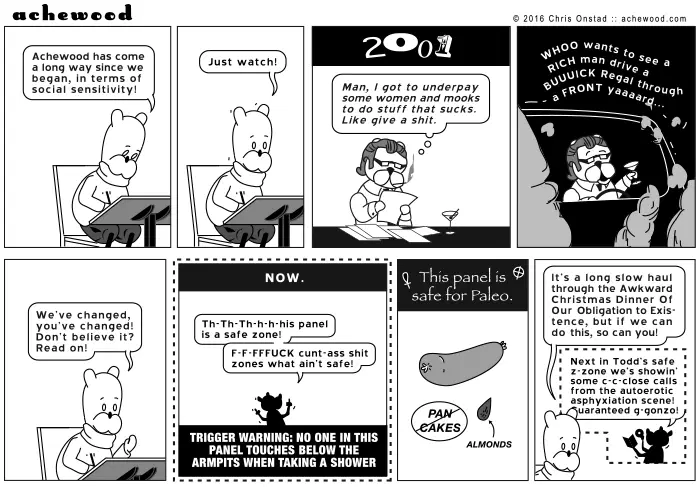 achewood
© 2016 Chris Onstad :: achewood.com
Achewood has come
a long way since we
began, in terms of
social sensitivity!
Just watch!
2001
Man, I got to underpay
some women and mooks
to do stuff that sucks.
Like give a shit.
WHOO wants to see a
RICH man drive a
BUUUICK Regal through
a FRONT yaaaard...
We've changed,
you've changed!
Don't believe it?
Read on!
NOW.
Th-Th-Th-h-h-his panel
is a safe zone!
F-F-FFFUCK cunt-ass shit
zones what ain't safe!
TRIGGER WARNING: NO ONE IN THIS
PANEL TOUCHES BELOW THE
ARMPITS WHEN TAKING A SHOWER
This panel is
safe for Paleo.
PAN
CAKES
ALMONDS
It's a long slow haul
through the Awkward
Christmas Dinner Of
Our Obligation to Exis-
tence, but if we can
do this, so can you!
Next in Todd's safe
z-zone we's showin'
some c-c-close calls
from the autoerotic
asphyxiation scene!
Guaranteed g-gonzo!